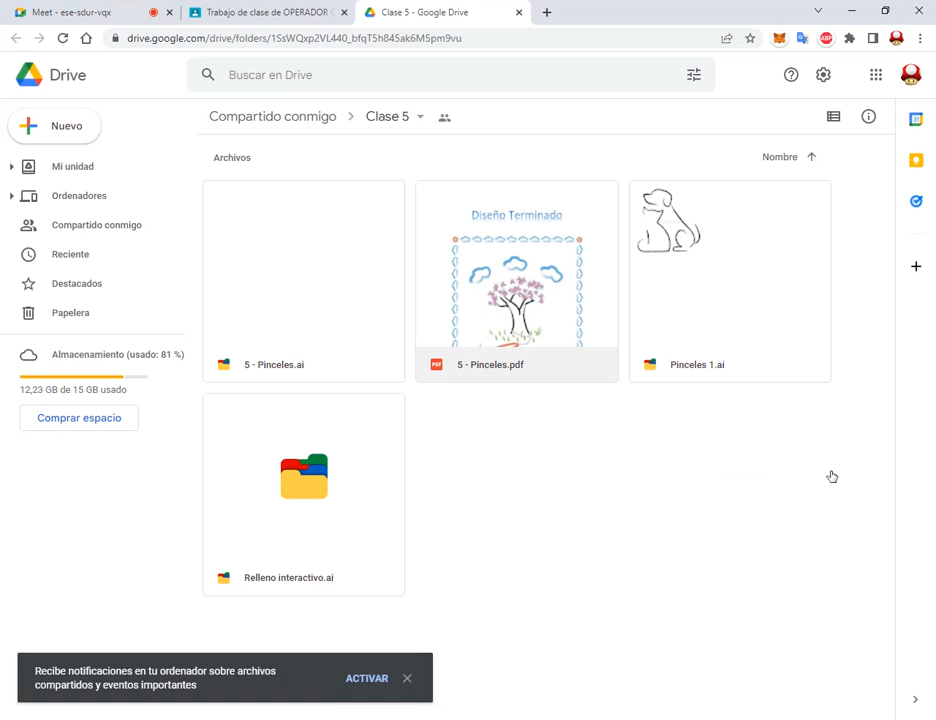 Meet - ese-sdur-vqx
Trabajo de clase de OPERADOR C
Clase 5 - Google Drive
drive.google.com/drive/folders/1SsWQxp2VL440_bfqT5h845ak6M5pm9vu
ABP
Drive
Buscar en Drive
Nuevo
Compartido conmigo
Clase 5
Mi unidad
Ordenadores
Compartido conmigo
Reciente
Destacados
Papelera
Almacenamiento (usado: 81 %)
12,23 GB de 15 GB usado
Comprar espacio
Archivos
Nombre
Diseño Terminado
5 - Pinceles.ai
PDF
5 - Pinceles.pdf
Pinceles 1.ai
Relleno interactivo.ai
31
Recibe notificaciones en tu ordenador sobre archivos
compartidos y eventos importantes
ACTIVAR